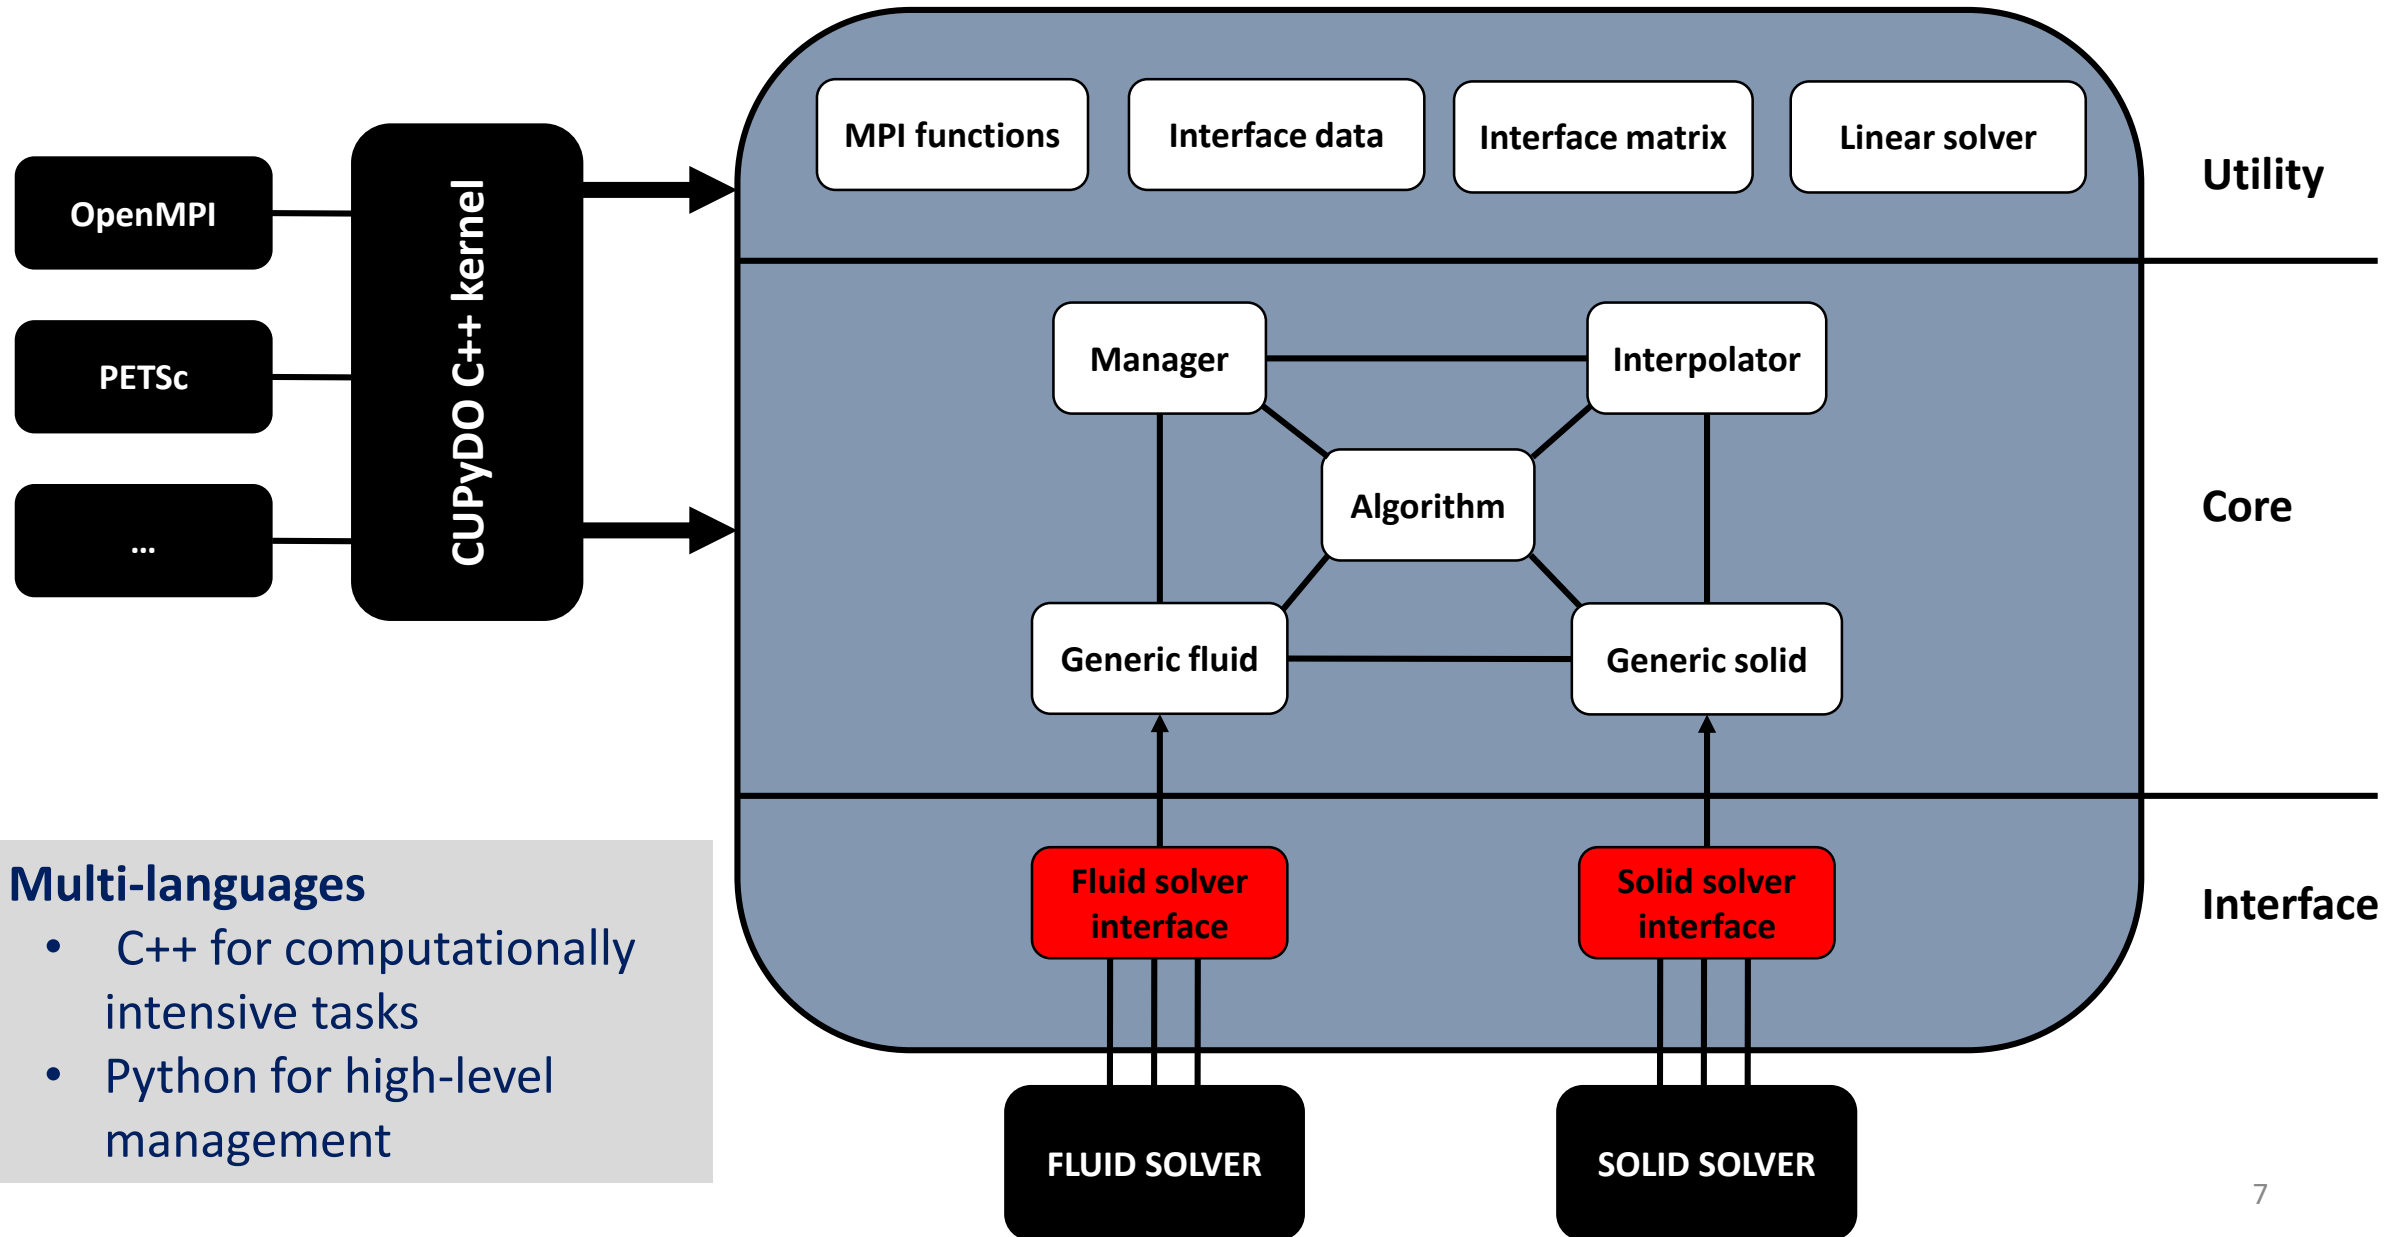 MPI functions
Interface data
Interface matrix
Linear solver
Utility
OpenMPI
PETSc
...
CUPyDO C++ kernel
Manager
Interpolator
Algorithm
Core
Generic fluid
Generic solid
Fluid solver
interface
Solid solver
interface
Interface
Multi-languages
• C++ for computationally
intensive tasks
• Python for high-level
management
FLUID SOLVER
SOLID SOLVER
7